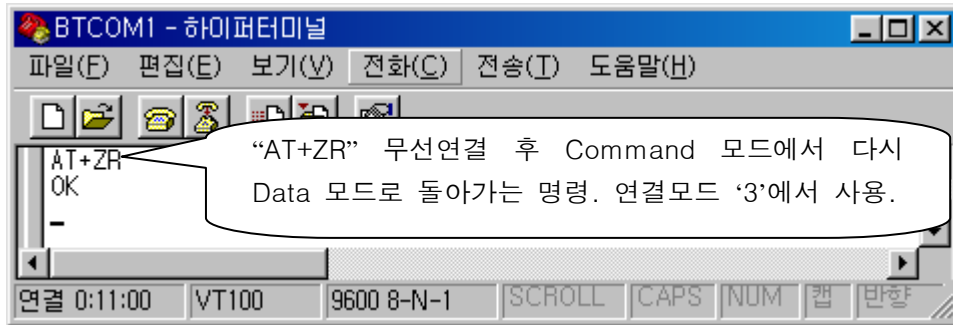 BTCOM1 - 하이퍼터미널
파일(F) 편집(E) 보기(V) 전화(C) 전송(T) 도움말(H)
AT+ZR
OK
“AT+ZR” 무선연결 후 Command 모드에서 다시
Data 모드로 돌아가는 명령. 연결모드 ‘3’에서 사용.
연결 0:11:00 VT100 9600 8-N-1 SCROLL CAPS NUM 캡 반향